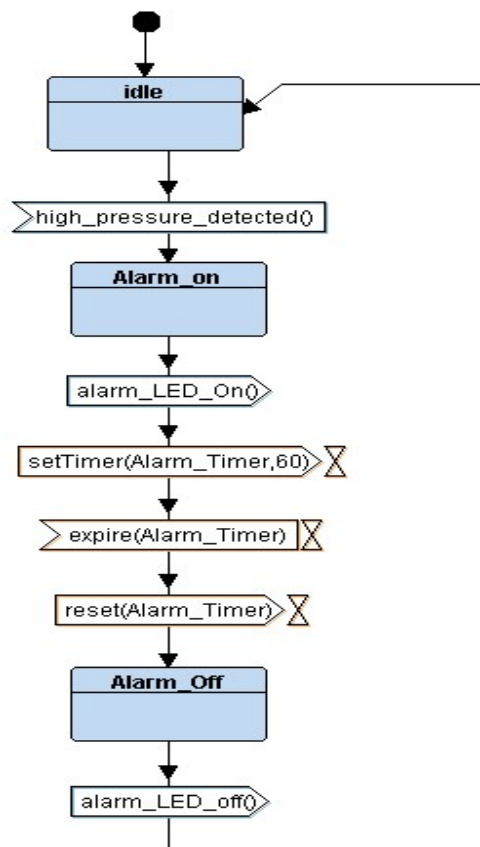 idle
high_pressure_detected()
Alarm_on
alarm_LED_On()
setTimer(Alarm_Timer,60)
expire(Alarm_Timer)
reset(Alarm_Timer)
Alarm_Off
alarm_LED_off()